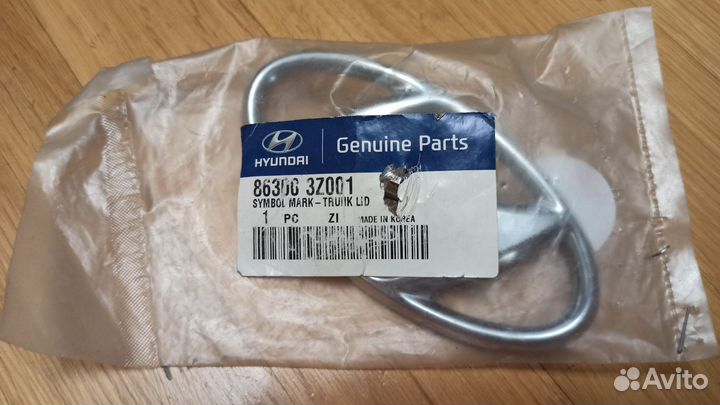 HYUNDAI
Genuine Parts
86300 3Z001
SYMBOL MARK-TRUNK LID
1 PC ZI MADE IN KOREA
Avito